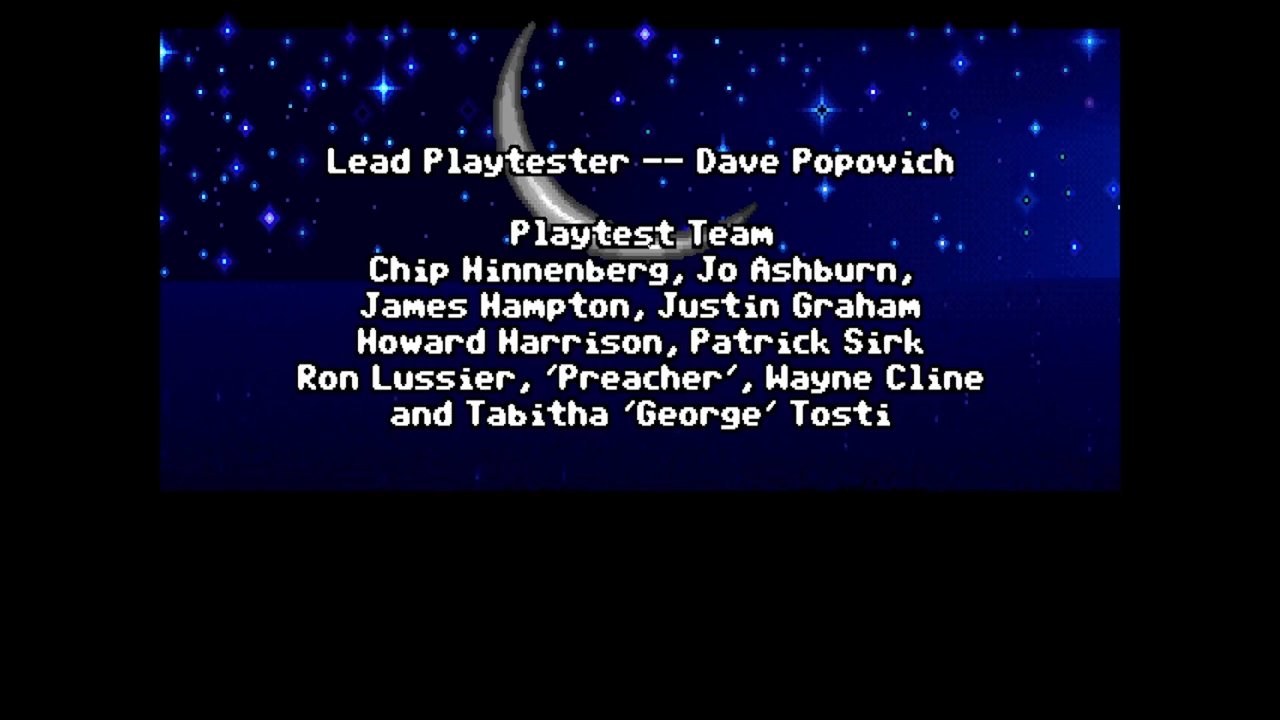 Lead Playtester -- Dave Popovich
Playtest Team
Chip Hinnenberg, Jo Ashburn,
James Hampton, Justin Graham
Howard Harrison, Patrick Sirk
Ron Lussier, 'Preacher', Wayne Cline
and Tabitha 'George' Tosti